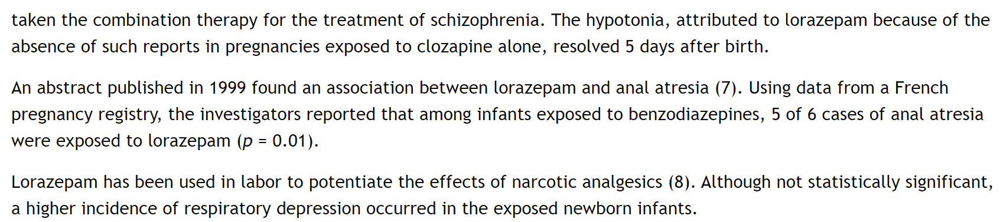 taken the combination therapy for the treatment of schizophrenia. The hypotonia, attributed to lorazepam because of the
absence of such reports in pregnancies exposed to clozapine alone, resolved 5 days after birth.
An abstract published in 1999 found an association between lorazepam and anal atresia (7). Using data from a French
pregnancy registry, the investigators reported that among infants exposed to benzodiazepines, 5 of 6 cases of anal atresia
were exposed to lorazepam (p = 0.01).
Lorazepam has been used in labor to potentiate the effects of narcotic analgesics (8). Although not statistically significant,
a higher incidence of respiratory depression occurred in the exposed newborn infants.